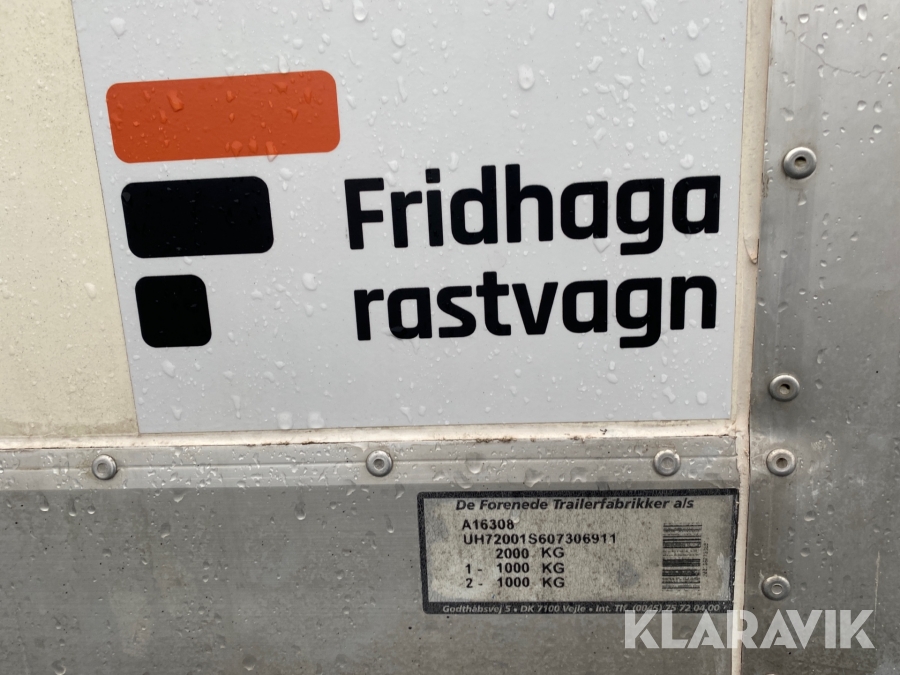 Fridhaga
rastvagn
De Forenede Trailerfabrikker a/s
A16308
UH72001S607306911
2000 KG
1 - 1000 KG
2 - 1000 KG
Godthåbsvej 5 • DK 7100 Vejle • Int. Tlf. (0045) 75 72 04 00
KLARAVIK